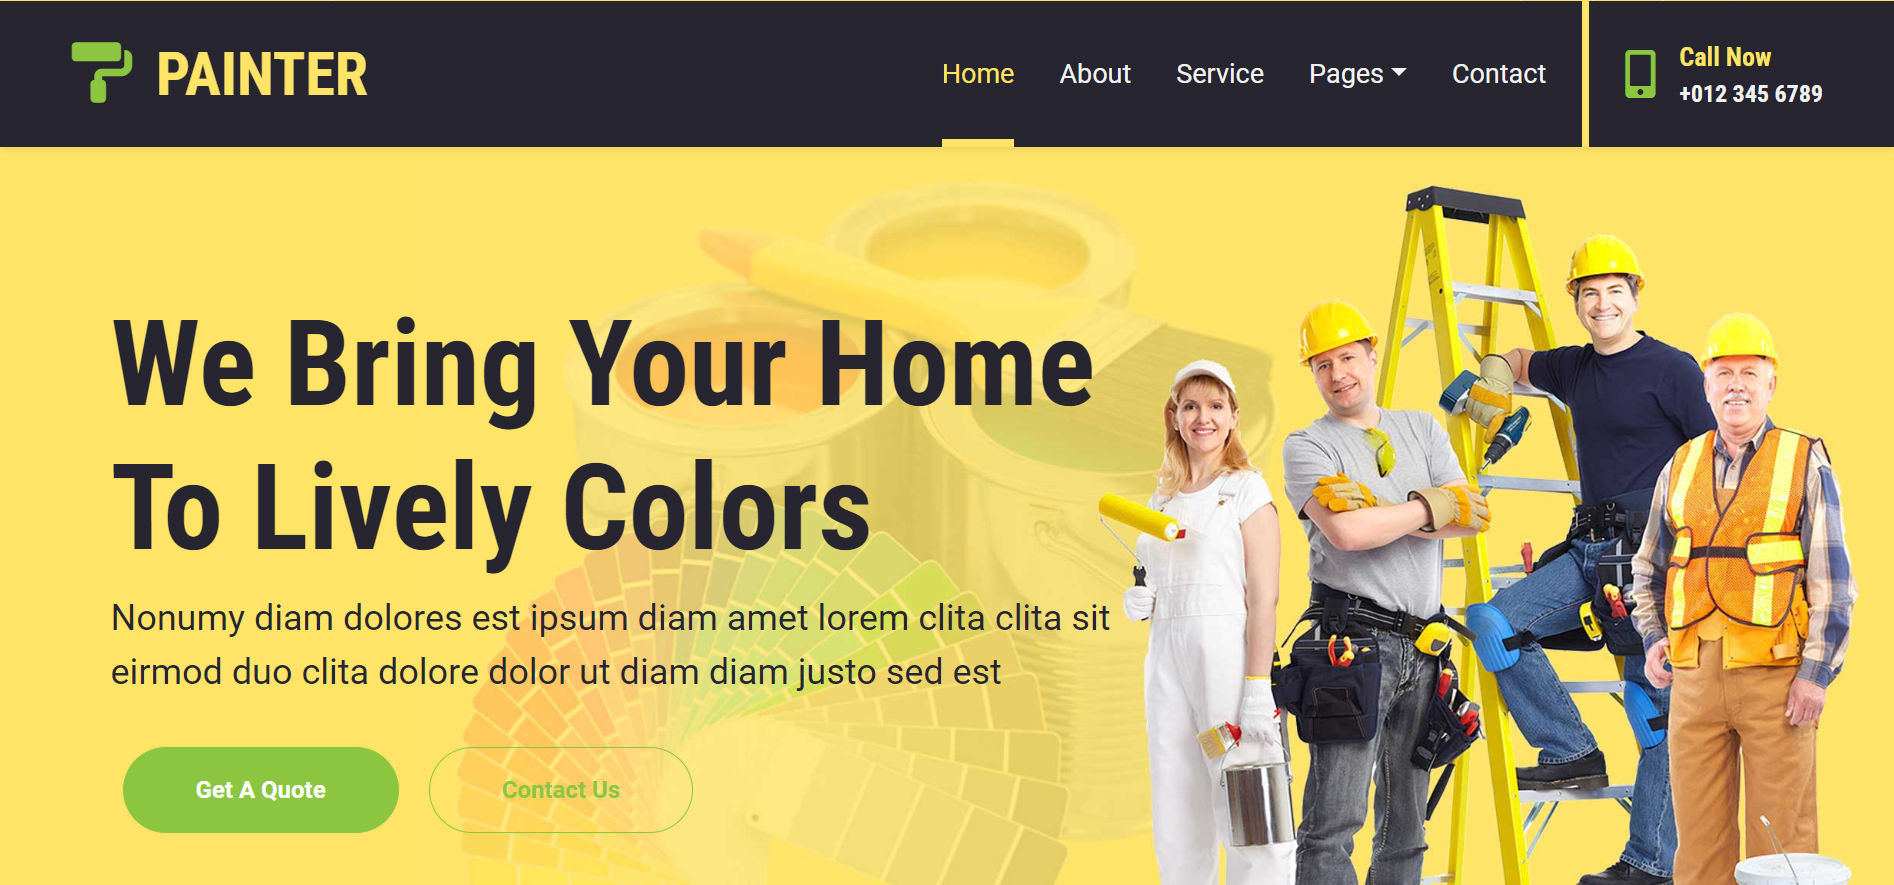 PAINTER
Home About Service Pages Contact
Call Now
+012 345 6789
We Bring Your Home
To Lively Colors
Nonumy diam dolores est ipsum diam amet lorem clita clita sit
eirmod duo clita dolore dolor ut diam diam justo sed est
Get A Quote Contact Us